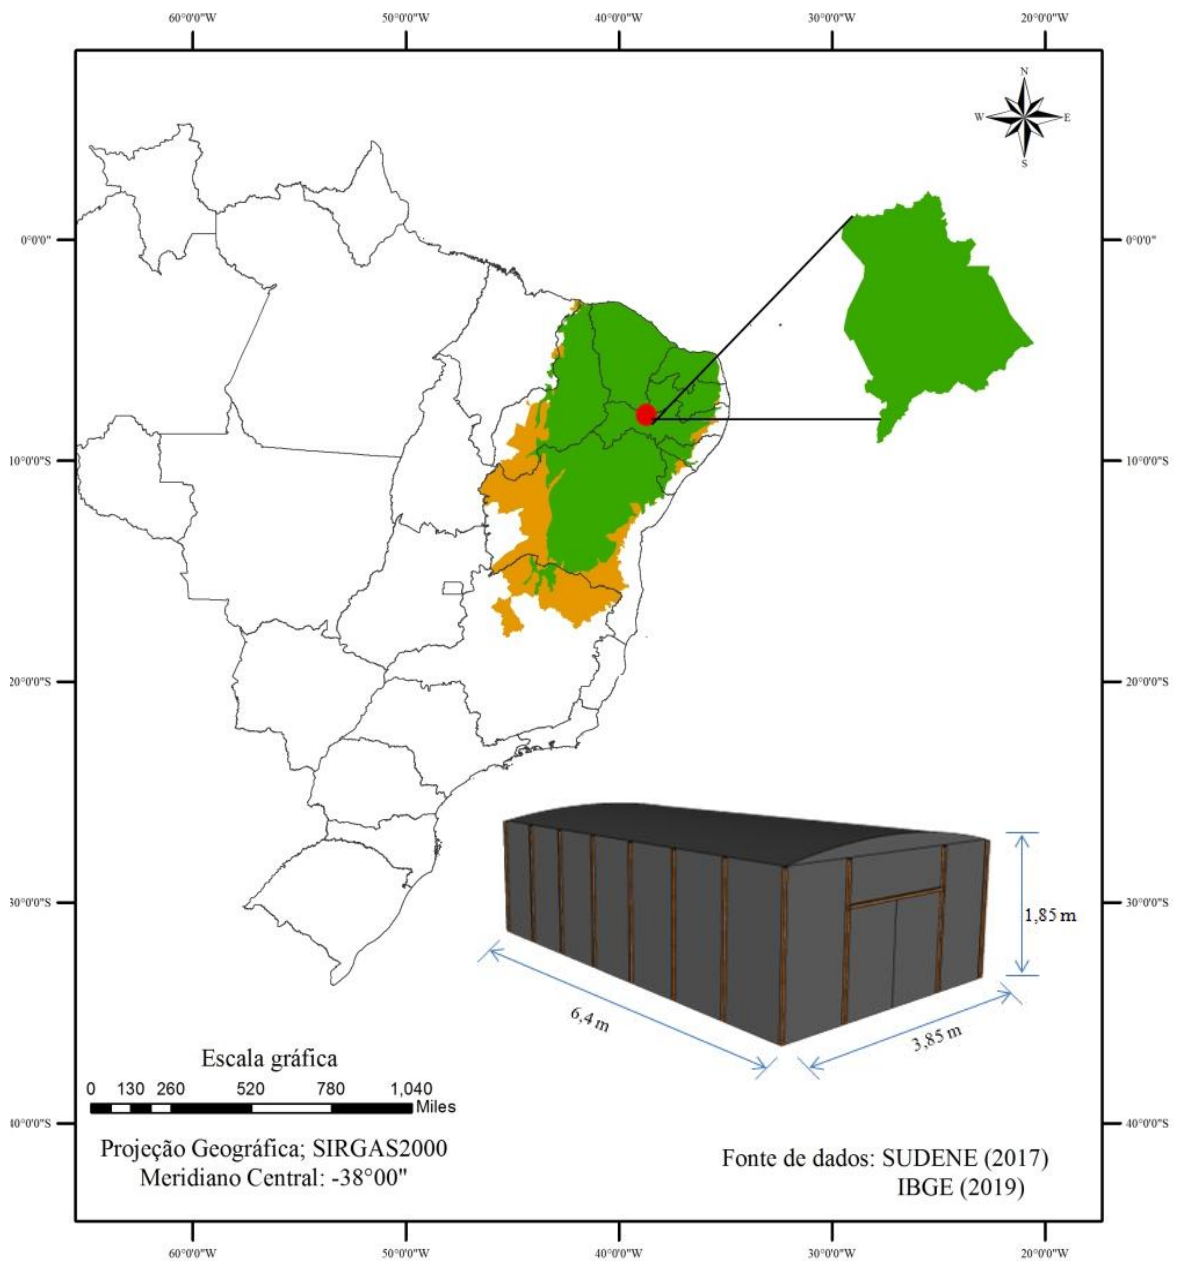 60°0'0"W 50°0'0"W 40°0'0"W 30°0'0"W 20°0'0"W
N
W E
S
0°0'0" 0°0'0"
10°0'0"S 10°0'0"S
20°0'0"S 20°0'0"S
30°0'0"S 30°0'0"S
1,85 m
6,4 m
3,85 m
Escala gráfica
0 130 260 520 780 1,040
Miles
40°0'0"S 40°0'0"S
Projeção Geográfica; SIRGAS2000
Meridiano Central: -38°00"
Fonte de dados: SUDENE (2017)
IBGE (2019)
60°0'0"W 50°0'0"W 40°0'0"W 30°0'0"W 20°0'0"W